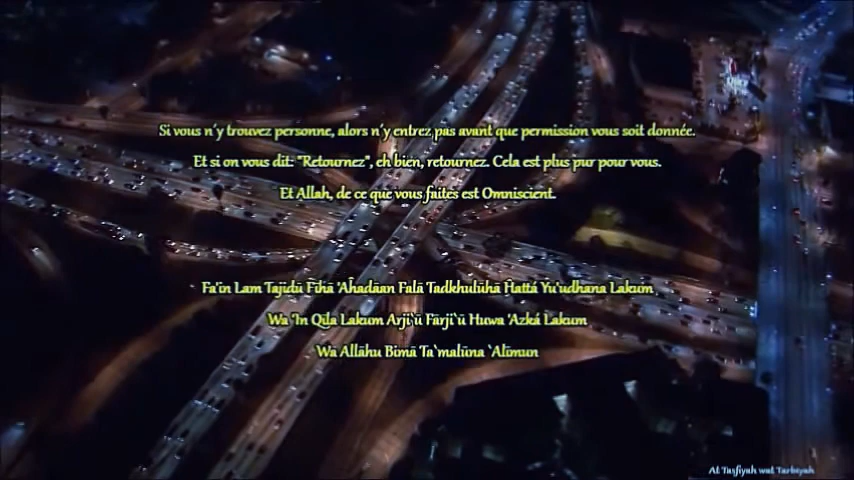 Si vous n'y trouvez personne, alors n'y entrez pas avant que permission vous soit donnée.
Et si on vous dit: "Retournez", eh bien, retournez. Cela est plus pur pour vous.
Et Allah, de ce que vous faites est Omniscient.
Fa'in Lam Tajidū Fīhā 'Aĥadāan Falā Tadkhulūhā Ĥattá Yu'udhana Lakum
Wa 'In Qīla Lakum Arji`ū Fārji`ū Huwa 'Azká Lakum
Wa Allāhu Bimā Ta`malūna `Alīmun
At Tasfiyah wat Tarbiyah